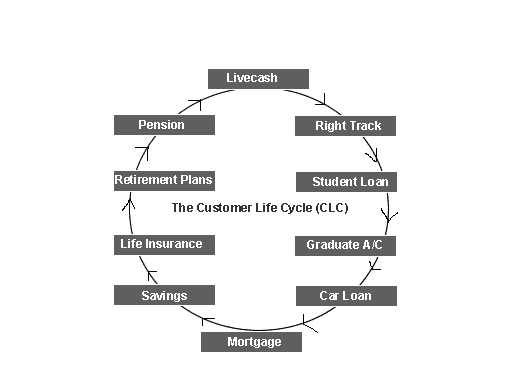 Livecash
Pension
Right Track
Retirement Plans
Student Loan
The Customer Life Cycle (CLC)
Life Insurance
Graduate A/C
Savings
Car Loan
Mortgage